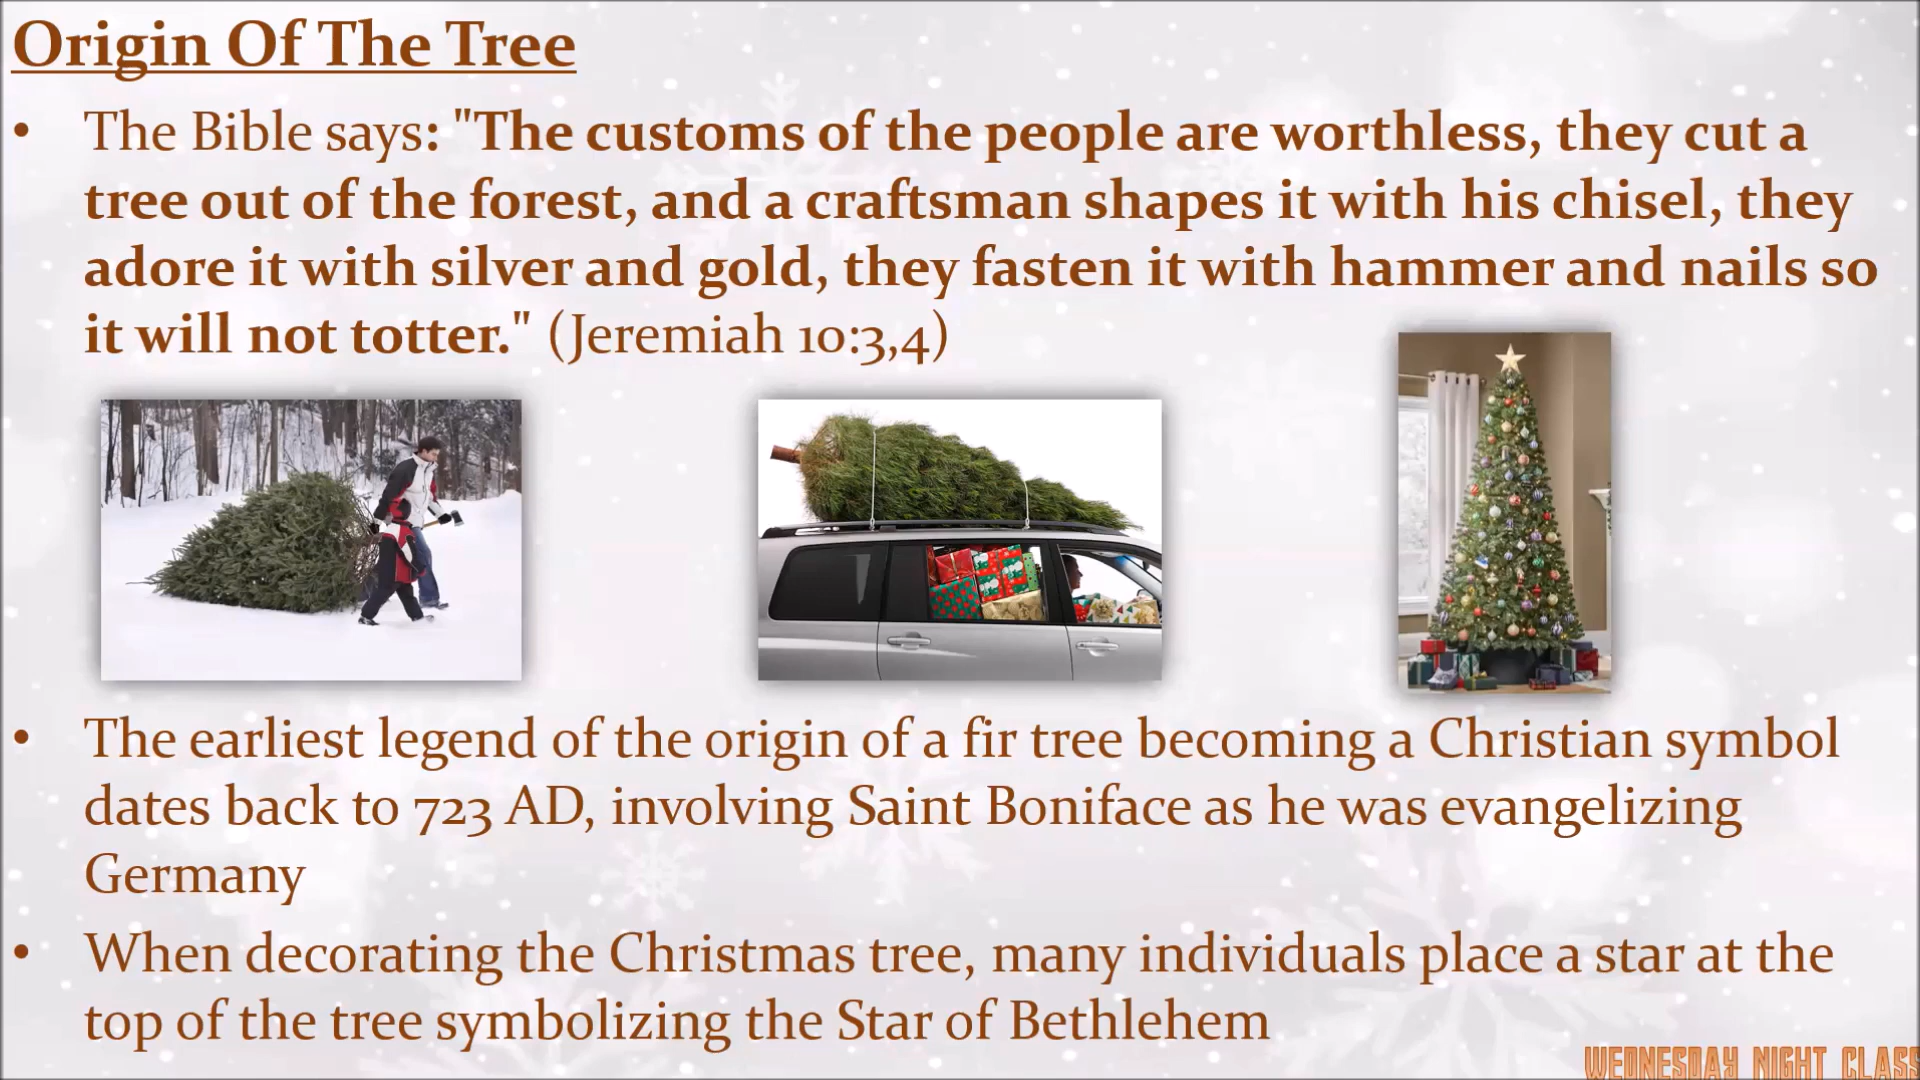 Origin Of The Tree
• The Bible says: "The customs of the people are worthless, they cut a
tree out of the forest, and a craftsman shapes it with his chisel, they
adore it with silver and gold, they fasten it with hammer and nails so
it will not totter." (Jeremiah 10:3,4)
• The earliest legend of the origin of a fir tree becoming a Christian symbol
dates back to 723 AD, involving Saint Boniface as he was evangelizing
Germany
• When decorating the Christmas tree, many individuals place a star at the
top of the tree symbolizing the Star of Bethlehem
WEDNESDAY NIGHT CLASS